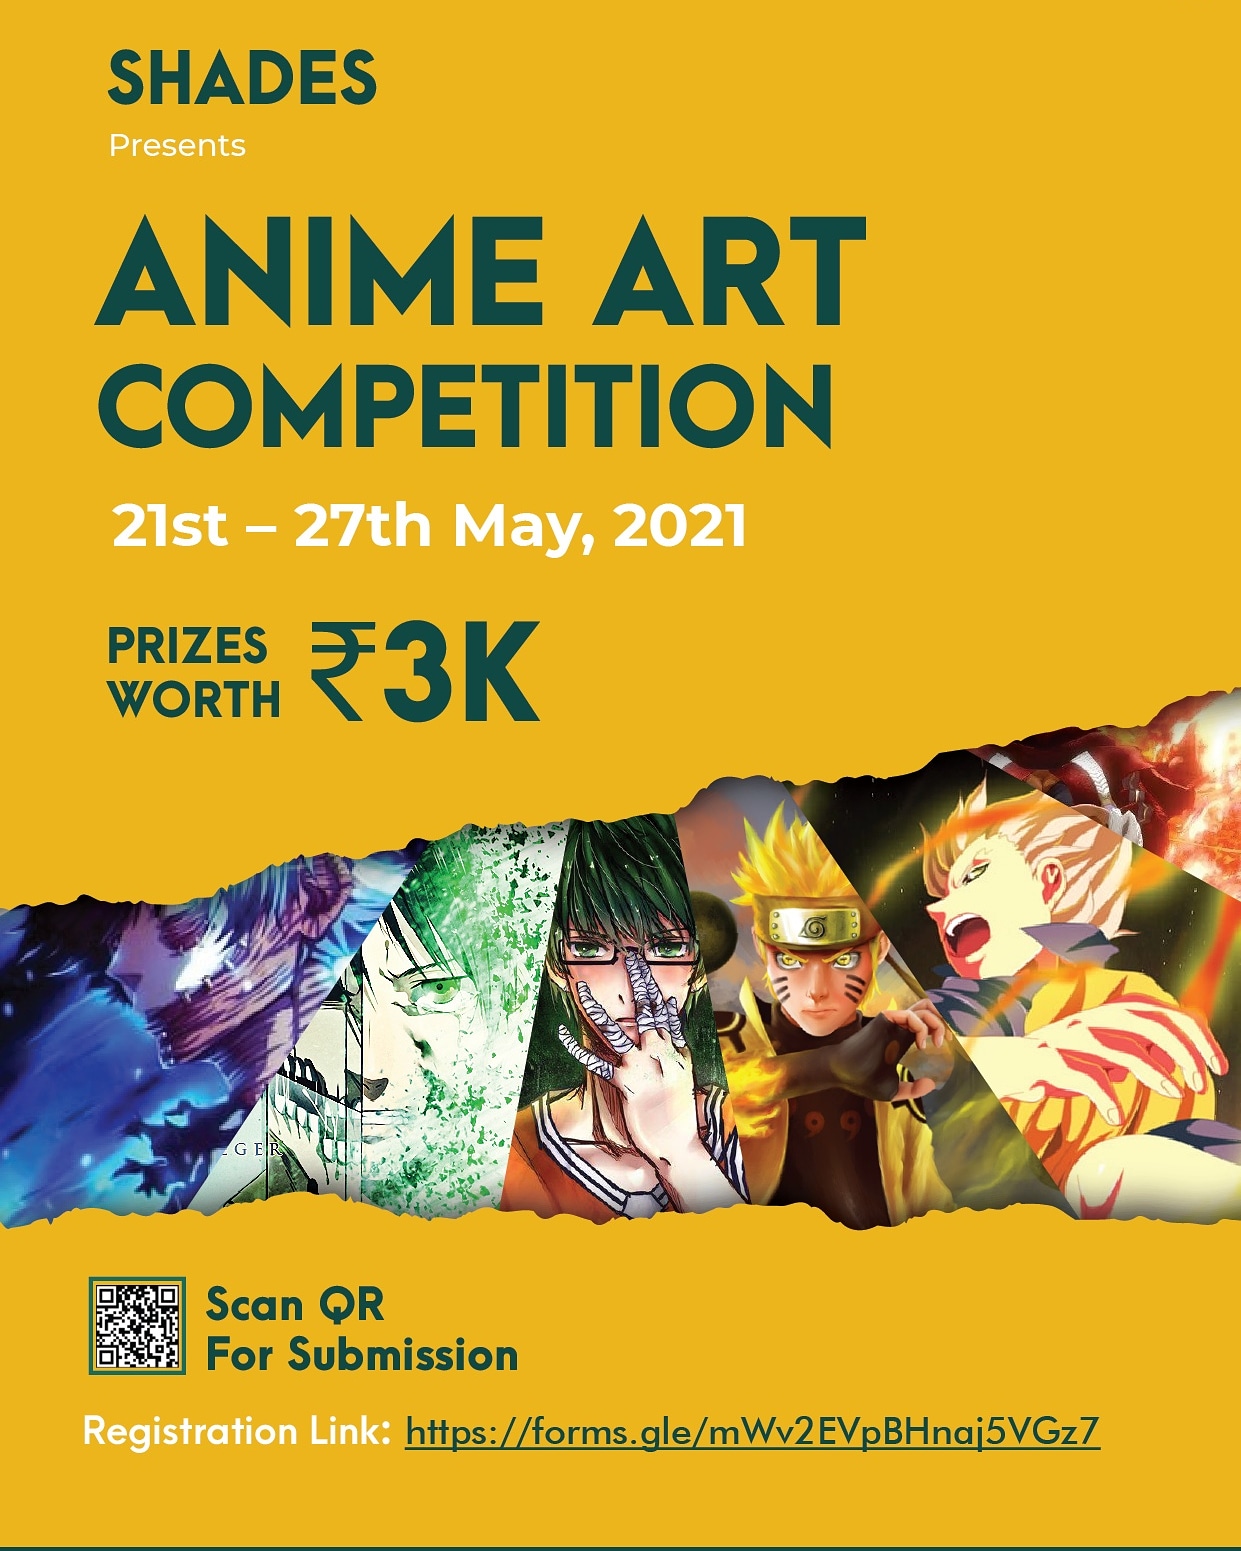 SHADES
Presents
ANIME ART
COMPETITION
21st – 27th May, 2021
PRIZES
WORTH
₹3K
GER
Scan QR
For Submission
Registration Link: https://forms.gle/mWv2EVpBHnaj5VGz7